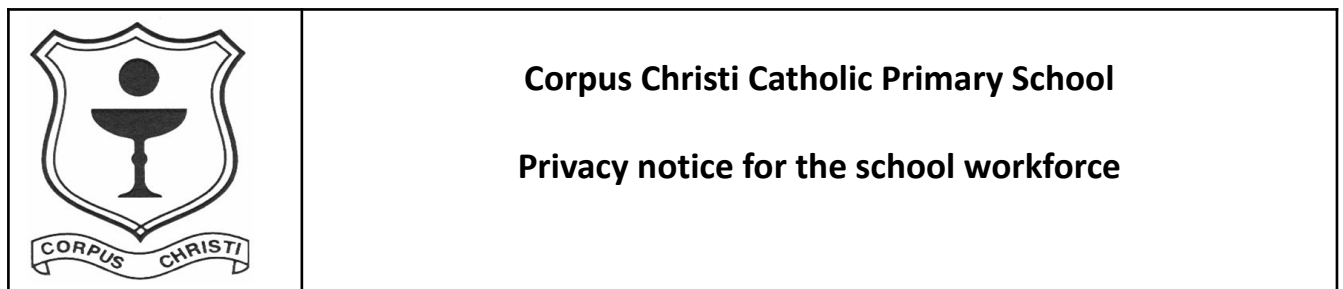 Corpus Christi Catholic Primary School
Privacy notice for the school workforce
CORPUS CHRISTI